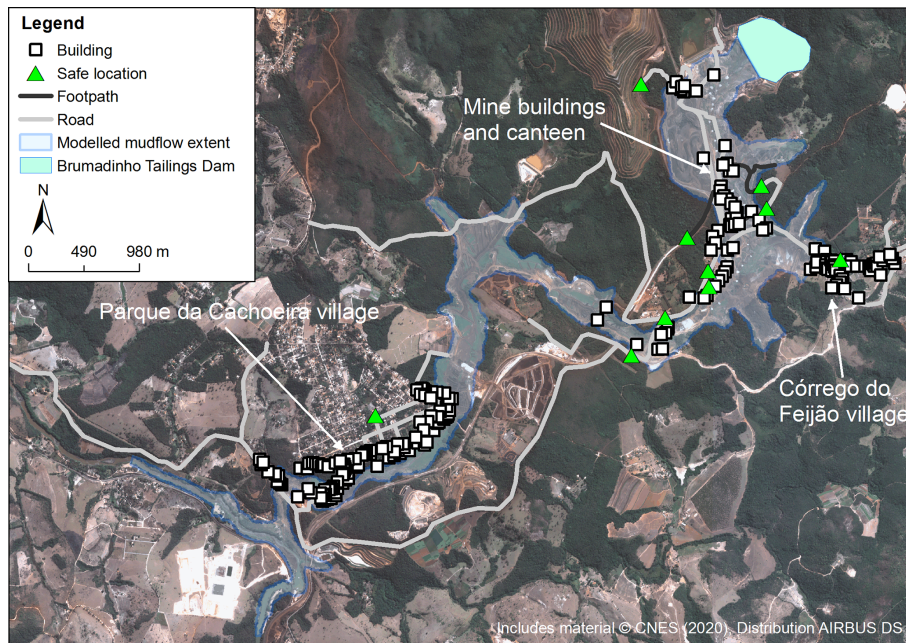 Legend
Building
Safe location
Footpath
Road
Modelled mudflow extent
Brumadinho Tailings Dam
N
0 490 980 m
Mine buildings
and canteen
Parque da Cachoeira village
Córrego do
Feijão village
Includes material © CNES (2020), Distribution AIRBUS DS